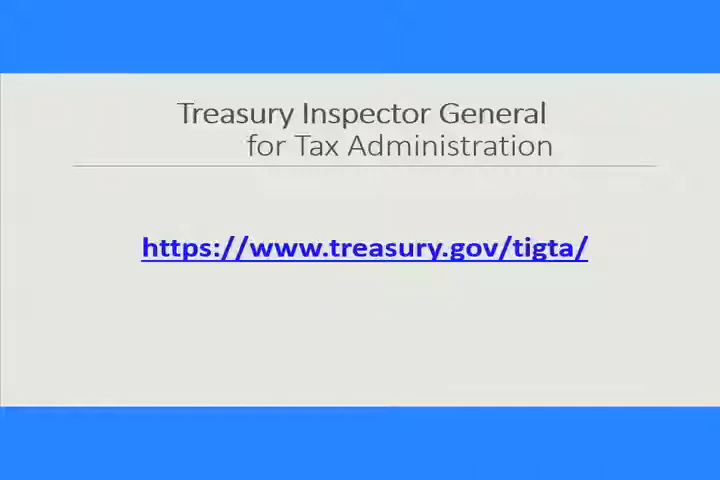 Treasury Inspector General
for Tax Administration
https://www.treasury.gov/tigta/